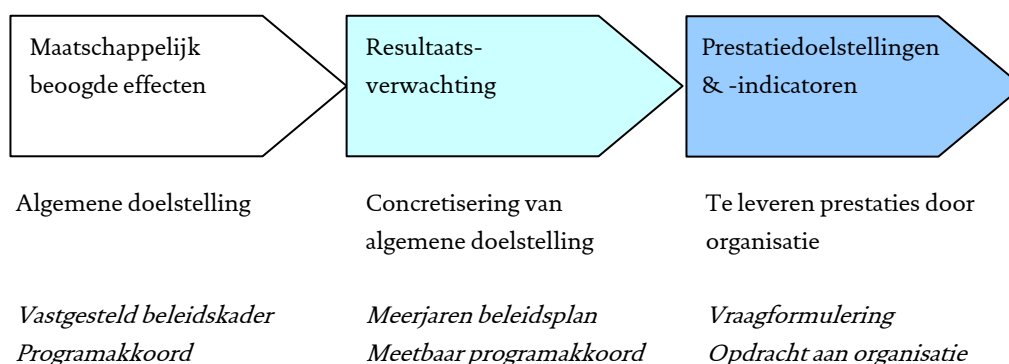 Maatschappelijk
beoogde effecten
Resultaats-
verwachting
Prestatiedoelstellingen
& -indicatoren
Algemene doelstelling
Concretisering van
algemene doelstelling
Te leveren prestaties door
organisatie
Vastgesteld beleidskader
Programakkoord
Meerjaren beleidsplan
Meetbaar programakkoord
Vraagformulering
Opdracht aan organisatie